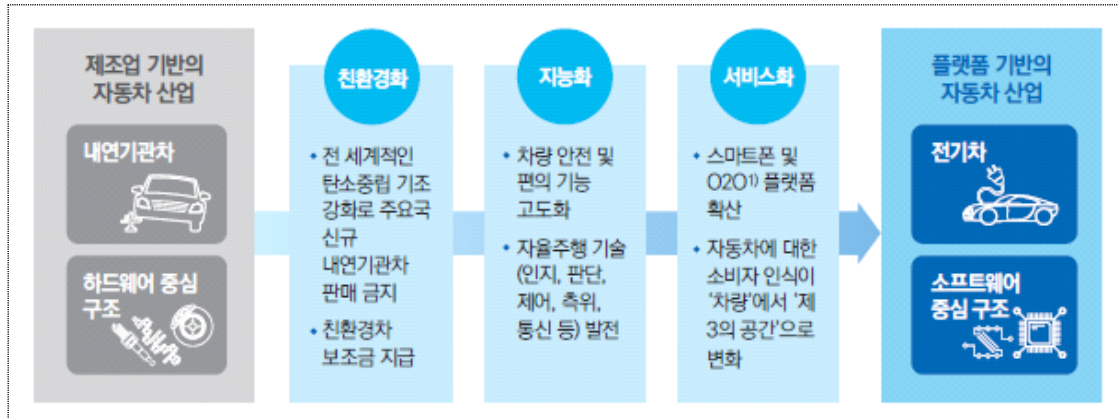 제조업 기반의
자동차 산업
내연기관차
하드웨어 중심
구조
친환경화
• 전 세계적인
탄소중립 기조
강화로 주요국
신규
내연기관차
판매 금지
• 친환경차
보조금 지급
지능화
• 차량 안전 및
편의 기능
고도화
• 자율주행 기술
(인지, 판단,
제어, 측위,
통신 등) 발전
서비스화
• 스마트폰 및
O2O¹⁾ 플랫폼
확산
• 자동차에 대한
소비자 인식이
'차량'에서 '제
3의 공간'으로
변화
플랫폼 기반의
자동차 산업
전기차
소프트웨어
중심 구조